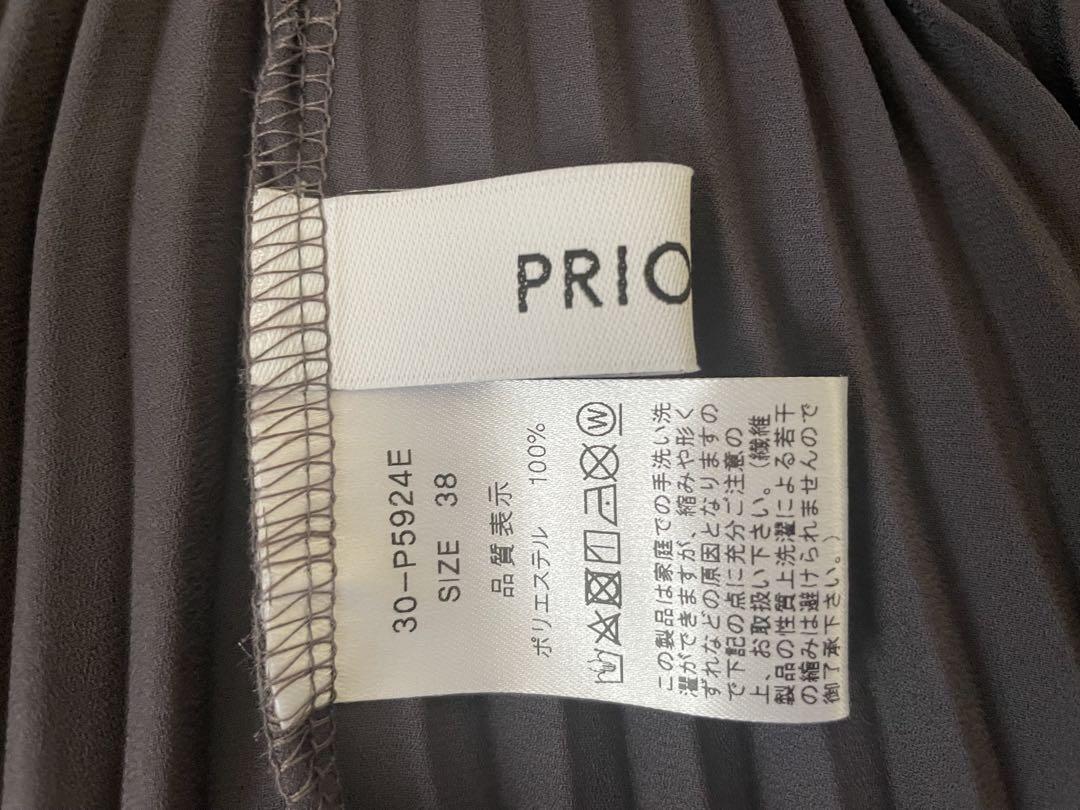 PRIO
30-P5924E
SIZE 38
品質表示
ポリエステル 100%
W
この製品は家庭での手洗い洗
濯ができますが、縮みや形く
ずれなどの原因となりますの
で下記の点に充分ご注意の
上、お取扱い下さい。(繊維
製品の性質上洗濯による若干
の縮みは避けられませんので
御了承下さい。)